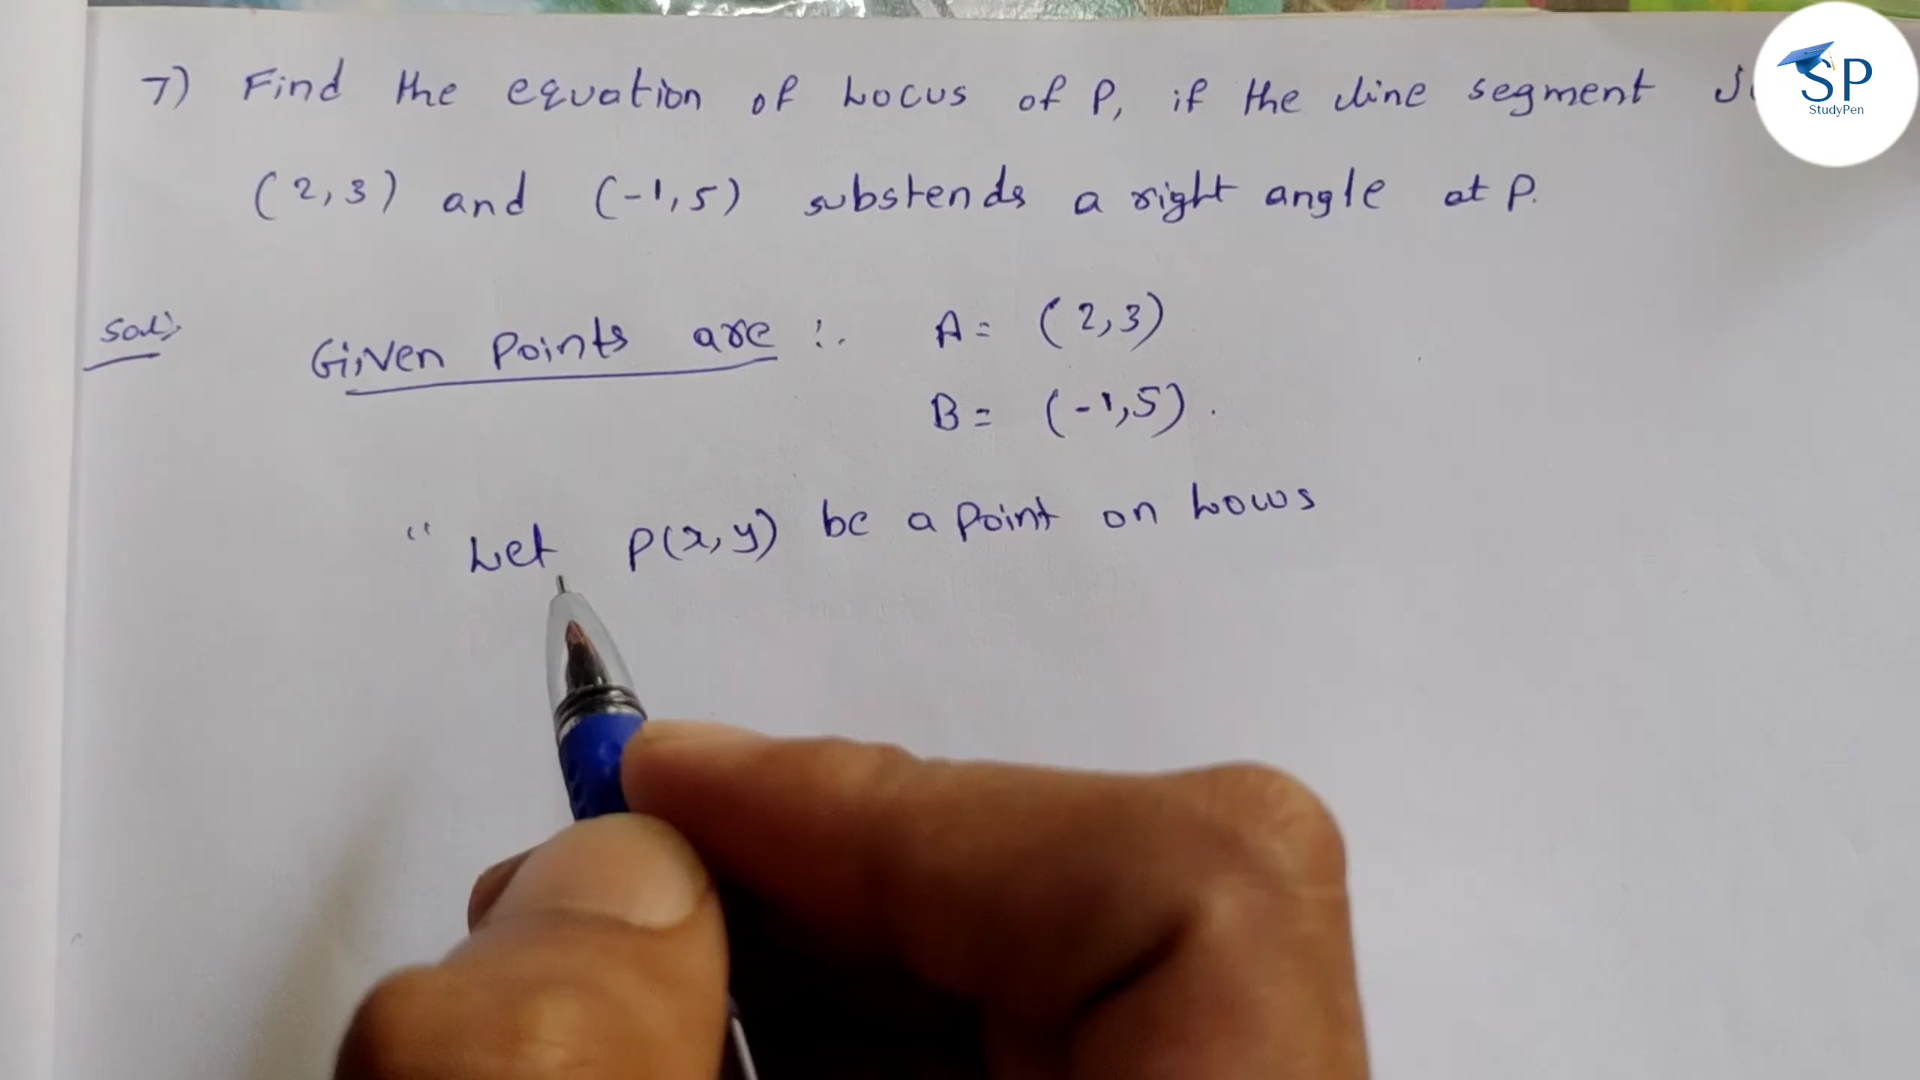 7) Find the equation of Locus of P, if the line segment
(2,3) and (-1,5) substends a right angle at P.
Sol:
Given Points are :. A = (2,3)
B = (-1,5).
" Let P(x,y) be a Point on Locus
SP
StudyPen